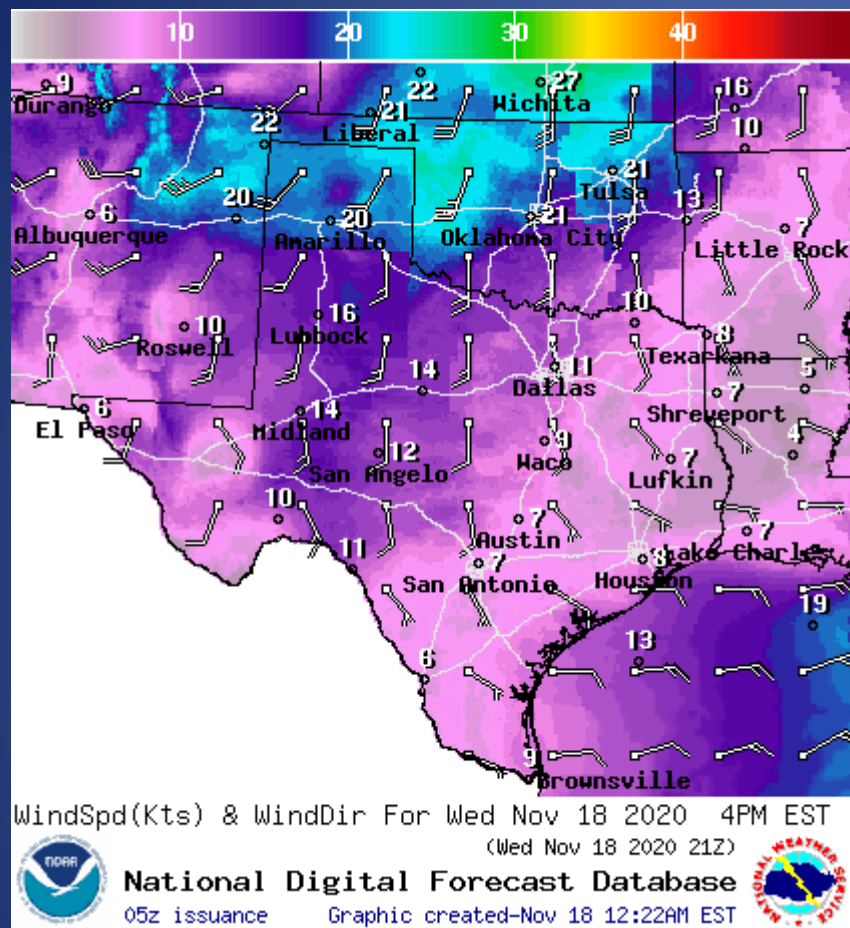 10 20 30 40
9 22 27 16
Durango Wichita
21
Liberal
22 10
21
Tulsa
6 20 20 21 13 7
Albuquerque Amarillo Oklahoma City Little Rock
10 16 10 8
Roswell Lubbock Texarkana
11
14 Dallas 7 5
6 14 Shreveport
El Paso Midland 9 4
12 Waco 7
San Angelo Lufkin
10 7 7
Austin
11 7 8 Lake Charles
San Antonio Houston
19
13
6
9
Brownsville
WindSpd(Kts) & WindDir For Wed Nov 18 2020 4PM EST
(Wed Nov 18 2020 21Z)
NOAA
National Digital Forecast Database
05z issuance Graphic created-Nov 18 12:22AM EST
NATIONAL WEATHER SERVICE